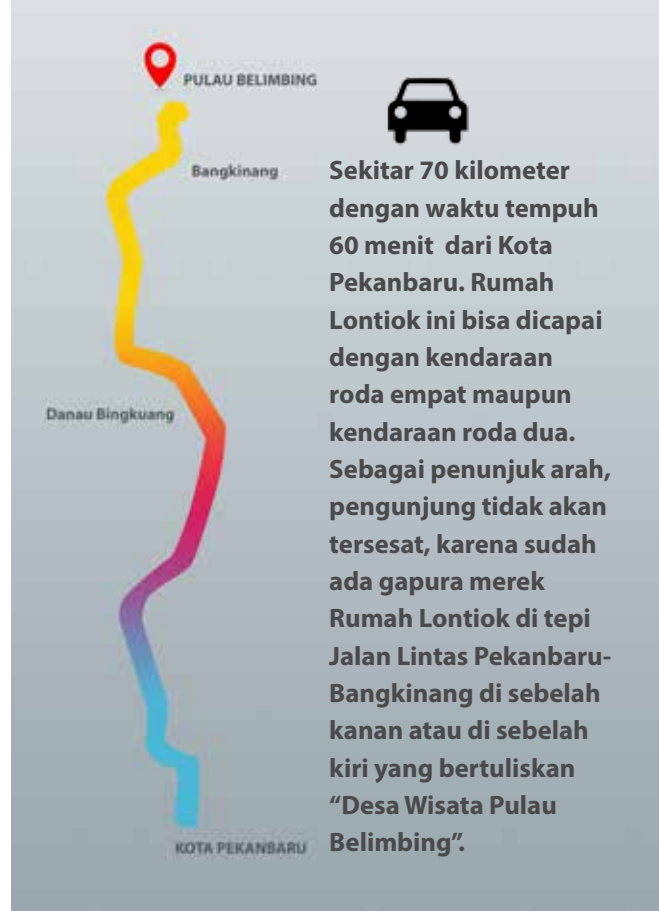 PULAU BELIMBING
Bangkinang
Danau Bingkuang
KOTA PEKANBARU
Sekitar 70 kilometer
dengan waktu tempuh
60 menit dari Kota
Pekanbaru. Rumah
Lontiok ini bisa dicapai
dengan kendaraan
roda empat maupun
kendaraan roda dua.
Sebagai penunjuk arah,
pengunjung tidak akan
tersesat, karena sudah
ada gapura merek
Rumah Lontiok di tepi
Jalan Lintas Pekanbaru-
Bangkinang di sebelah
kanan atau di sebelah
kiri yang bertuliskan
“Desa Wisata Pulau
Belimbing”.